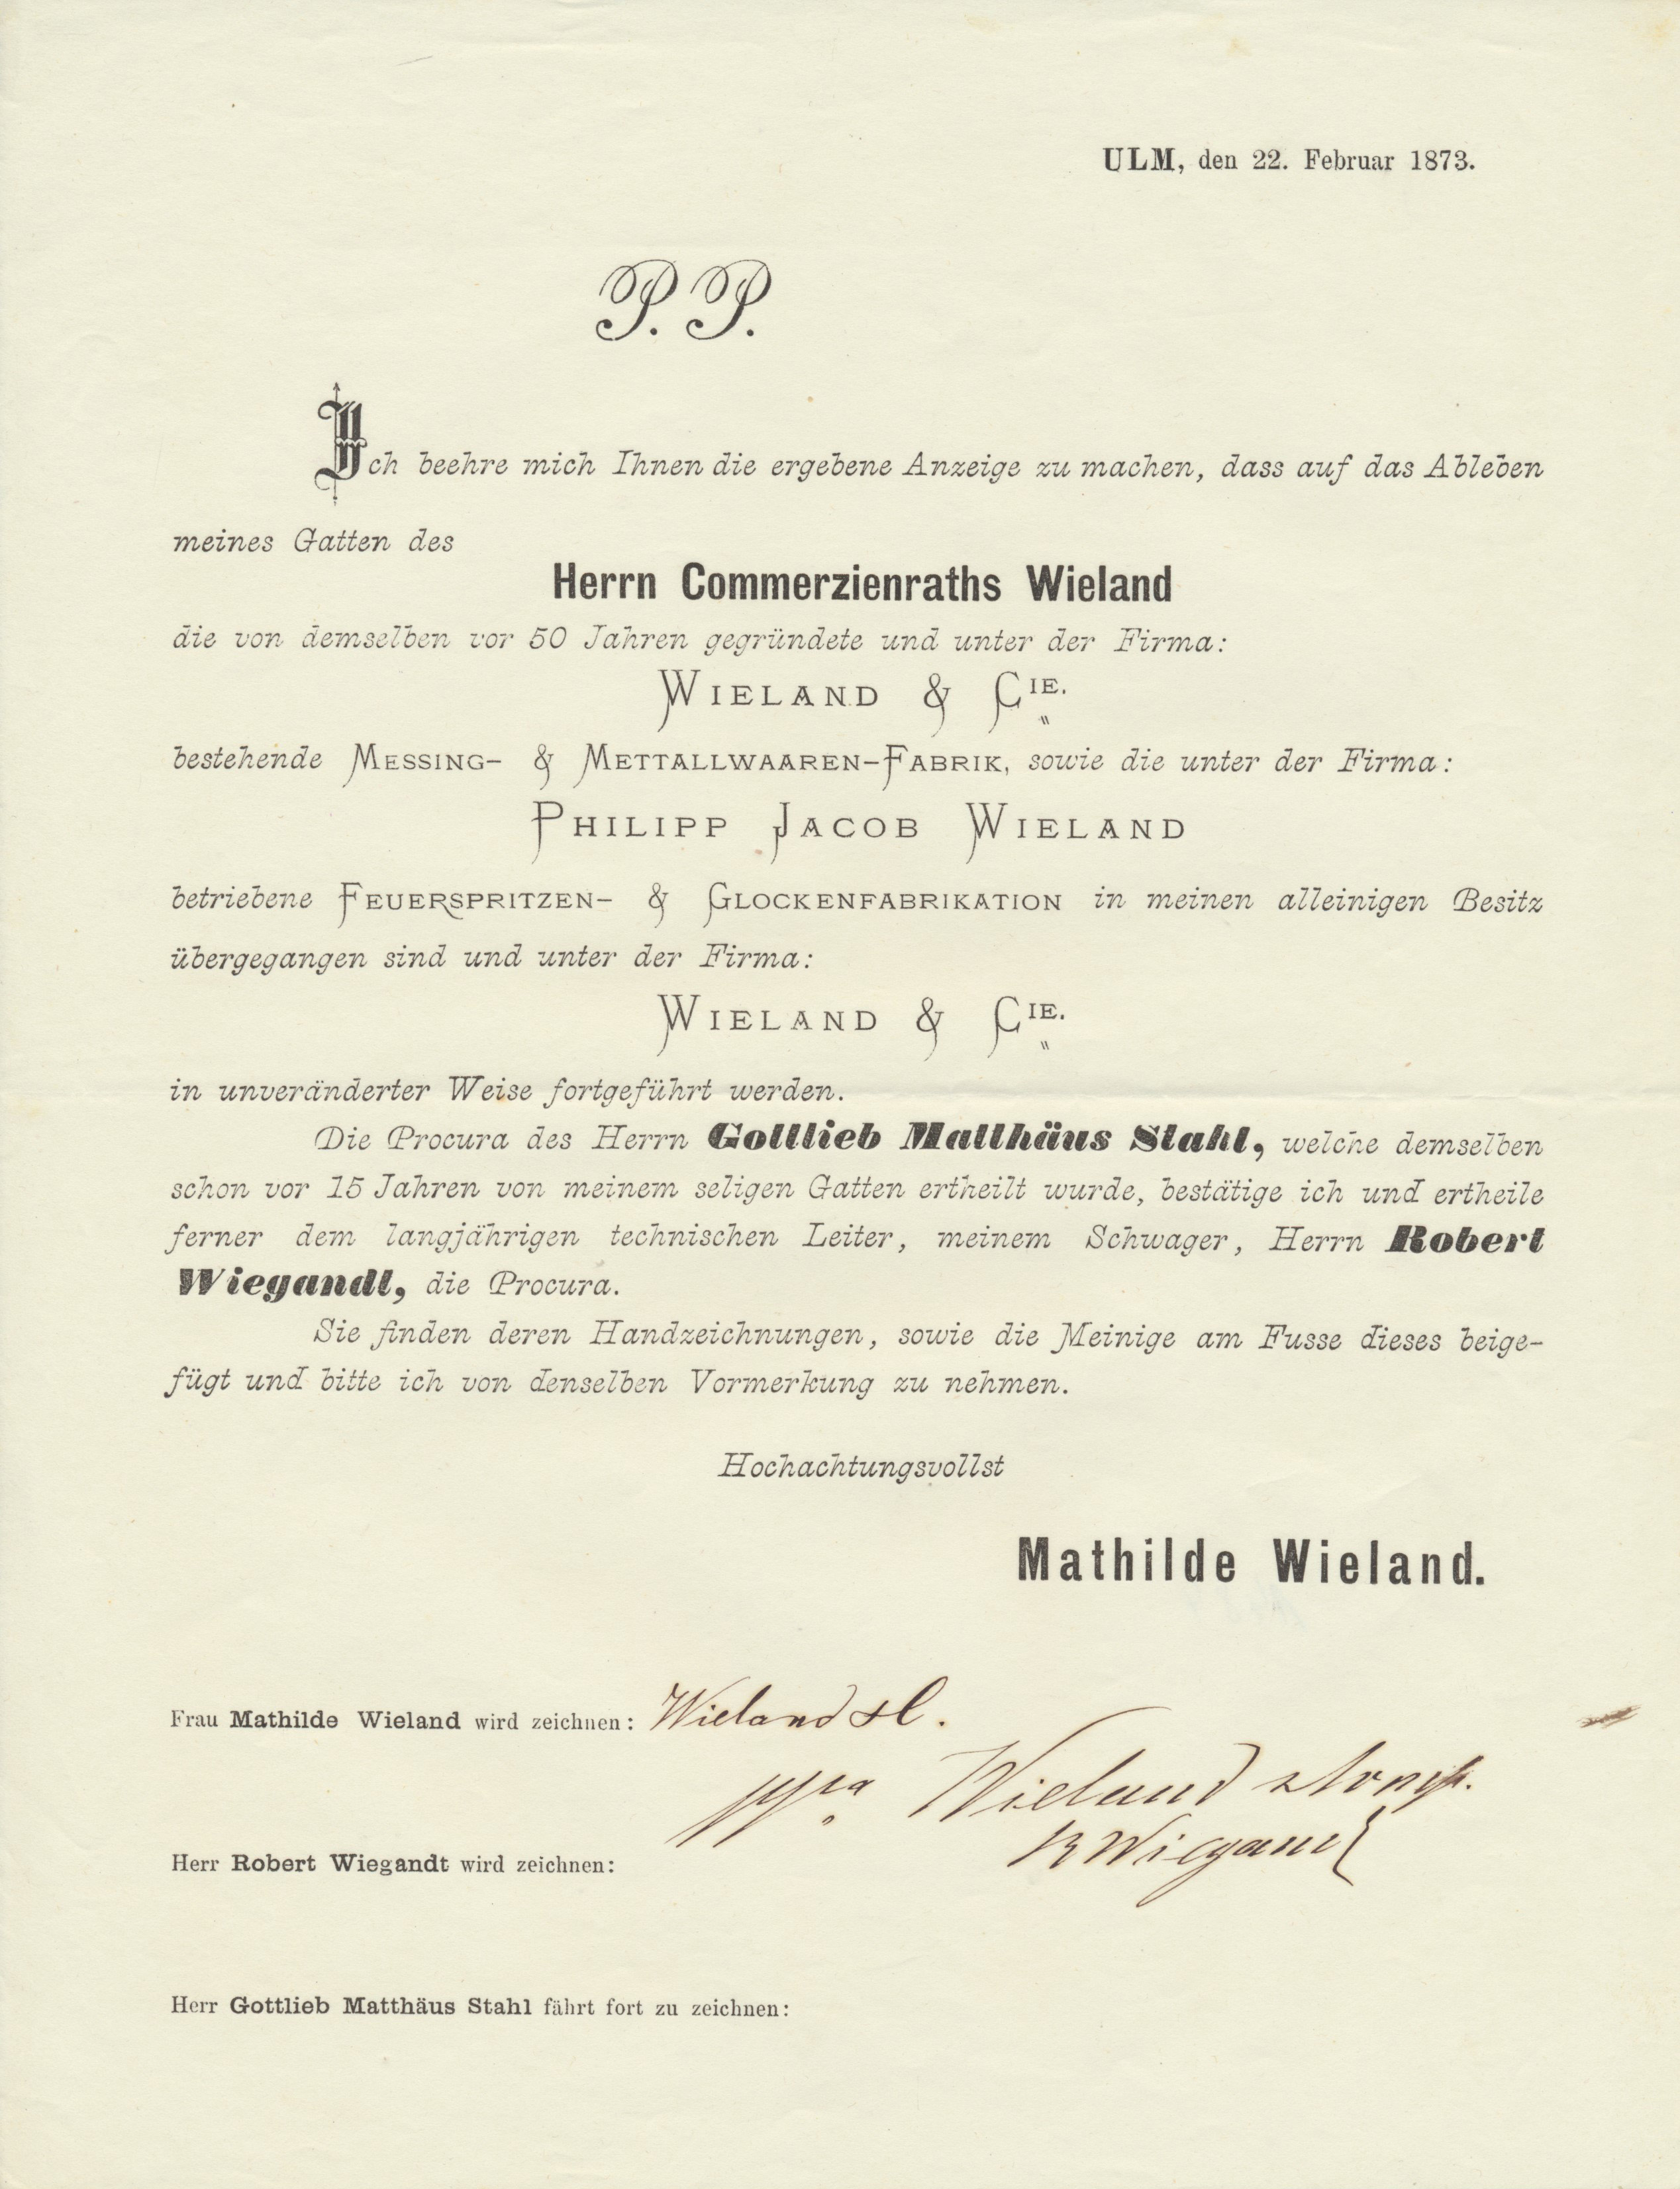 ULM, den 22. Februar 1873.
P. P.
Ich beehre mich Ihnen die ergebene Anzeige zu machen, dass auf das Ableben
meines Gatten des
Herrn Commerzienraths Wieland
die von demselben vor 50 Jahren gegründete und unter der Firma:
WIELAND & CIE.
bestehende MESSING- & METTALLWAAREN-FABRIK, sowie die unter der Firma:
PHILIPP JACOB WIELAND
betriebene FEUERSPRITZEN- & GLOCKENFABRIKATION in meinen alleinigen Besitz
übergegangen sind und unter der Firma:
WIELAND & CIE.
in unveränderter Weise fortgeführt werden.
Die Procura des Herrn Gottlieb Matthäus Stahl, welche demselben
schon vor 15 Jahren von meinem seligen Gatten ertheilt wurde, bestätige ich und ertheile
ferner dem langjährigen technischen Leiter, meinem Schwager, Herrn Robert
Wiegandt, die Procura.
Sie finden deren Handzeichnungen, sowie die Meinige am Fusse dieses beige-
fügt und bitte ich von denselben Vormerkung zu nehmen.
Hochachtungsvollst
Mathilde Wieland.
Frau Mathilde Wieland wird zeichnen: Wieland & C.
ppa Wieland
R Wiegand
Herr Robert Wiegandt wird zeichnen:
Herr Gottlieb Matthäus Stahl fährt fort zu zeichnen: